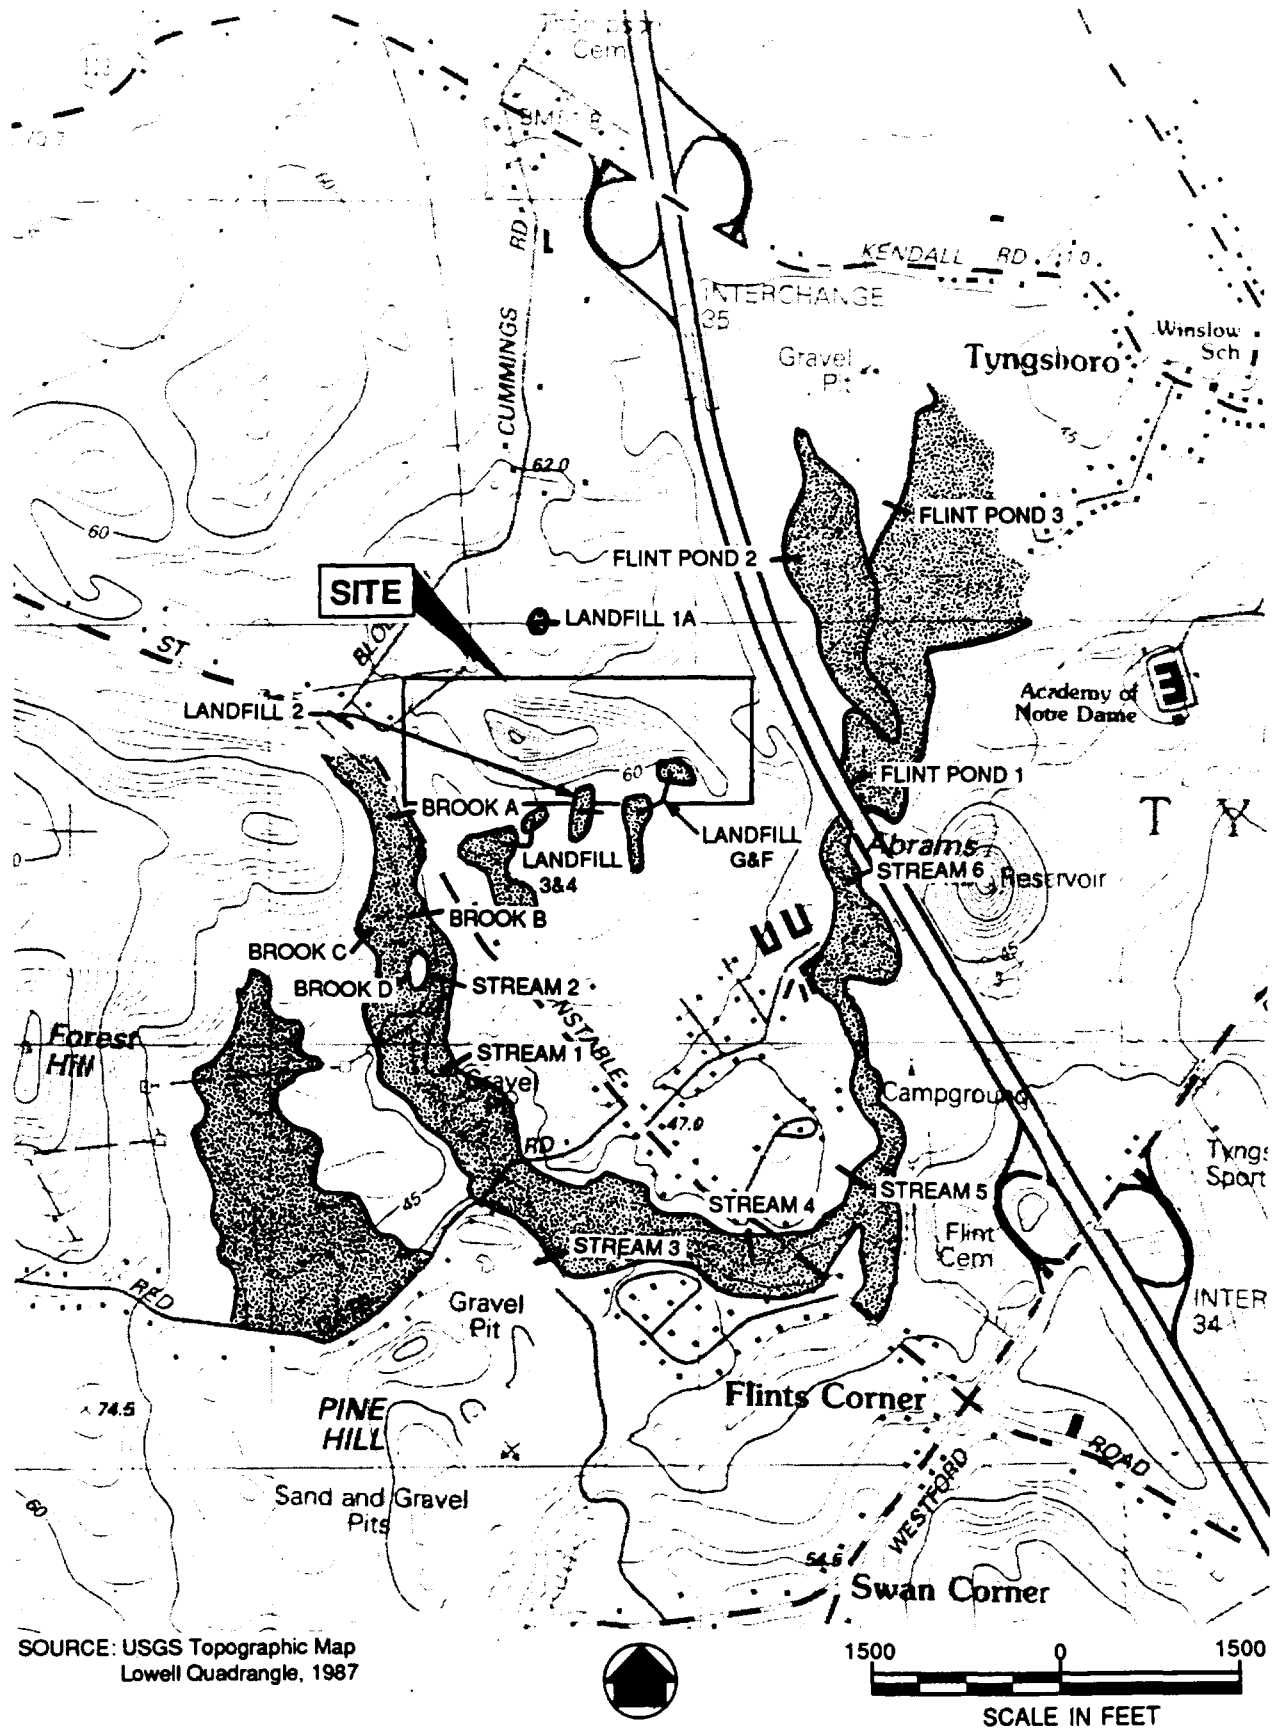 Cem
RD
KENDALL RD
INTERCHANGE
35
CUMMINGS
Winslow
Sch
Gravel
Pit
Tyngsboro
62.0
FLINT POND 3
60
FLINT POND 2
SITE
LANDFILL 1A
ST
Academy of
Notre Dame
LANDFILL 2
60
FLINT POND 1
BROOK A
T Y
LANDFILL
G&F
LANDFILL
3&4
Abrams
STREAM 6
Reservoir
BROOK B
BROOK C
BROOK D
STREAM 2
Forest
Hill
STREAM 1
Gravel
Campground
47.0
RD
Tyngs
Sport
STREAM 5
STREAM 4
45
STREAM 3
Flint
Cem
RED
Gravel
Pit
INTER
34
74.5
Flints Corner
PINE
HILL
ROAD
WESTFORD
Sand and Gravel
Pits
60
54.5
Swan Corner
SOURCE: USGS Topographic Map
Lowell Quadrangle, 1987
1500 0 1500
SCALE IN FEET